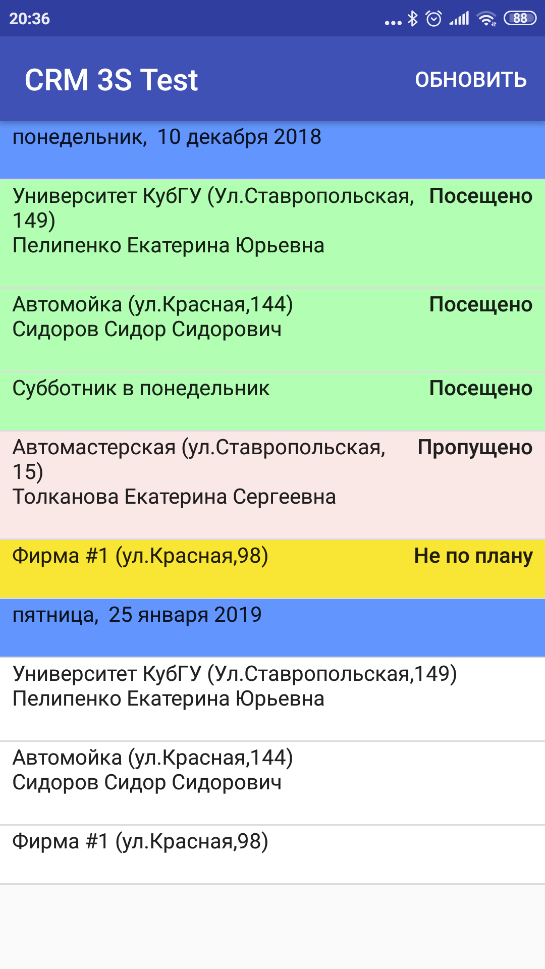 20:36
88
CRM 3S Test
ОБНОВИТЬ
понедельник, 10 декабря 2018
Университет КубГУ (Ул.Ставропольская, Посещено
149)
Пелипенко Екатерина Юрьевна
Автомойка (ул.Красная,144) Посещено
Сидоров Сидор Сидорович
Субботник в понедельник Посещено
Автомастерская (ул.Ставропольская, Пропущено
15)
Толканова Екатерина Сергеевна
Фирма #1 (ул.Красная,98) Не по плану
пятница, 25 января 2019
Университет КубГУ (Ул.Ставропольская,149)
Пелипенко Екатерина Юрьевна
Автомойка (ул.Красная,144)
Сидоров Сидор Сидорович
Фирма #1 (ул.Красная,98)